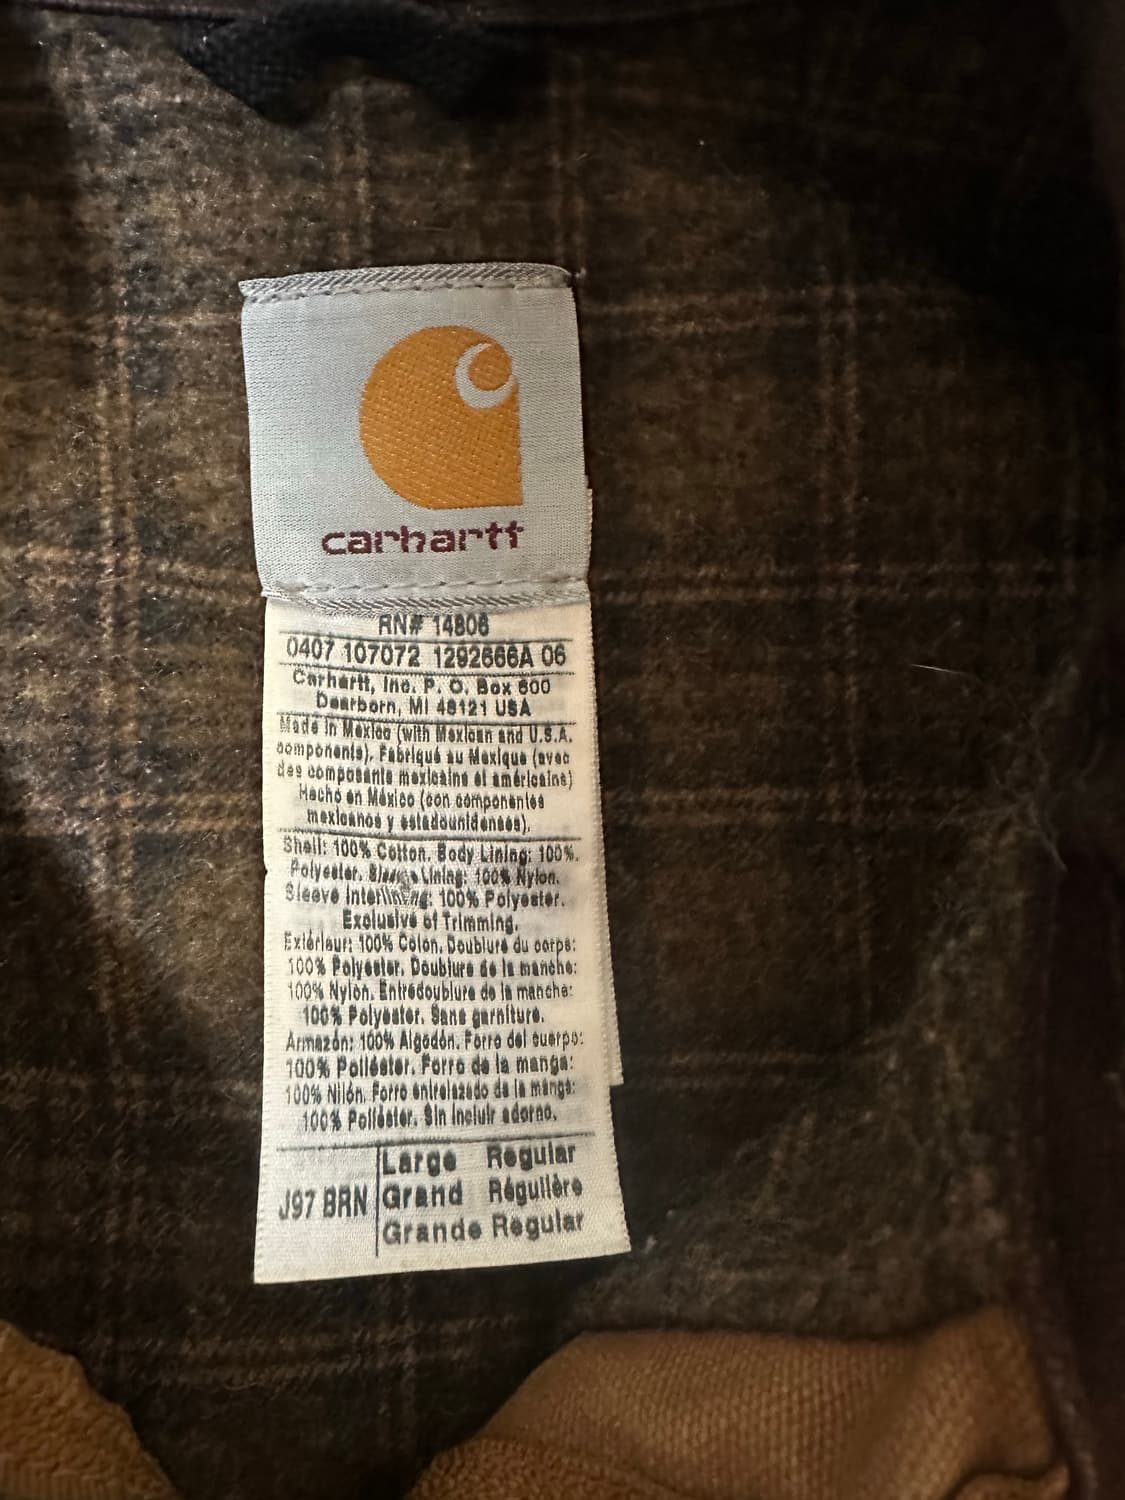 carhartt
RN# 14806
0407 107072 1292666A 06
Carhartt, Inc. P. O. Box 600
Dearborn, MI 48121 USA
Made in Mexico (with Mexican and U.S.A.
components). Fabriqué au Mexique (avec
des composants mexicains et américains)
Hecho en México (con componentes
mexicanos y estadounidenses).
Shell: 100% Cotton. Body Lining: 100%.
Polyester. Sleeve Lining: 100% Nylon.
Sleeve Interlining: 100% Polyester.
Exclusive of Trimming.
Extérieur: 100% Coton. Doublure du corps:
100% Polyester. Doublure de la manche:
100% Nylon. Entredoublure de la manche:
100% Polyester. Sans garniture.
Armazón: 100% Algodón. Forro del cuerpo:
100% Poliéster. Forro de la manga:
100% Nilón. Forro entrelazado de la manga:
100% Poliéster. Sin incluir adorno.
J97 BRN
Large Regular
Grand Régulière
Grande Regular